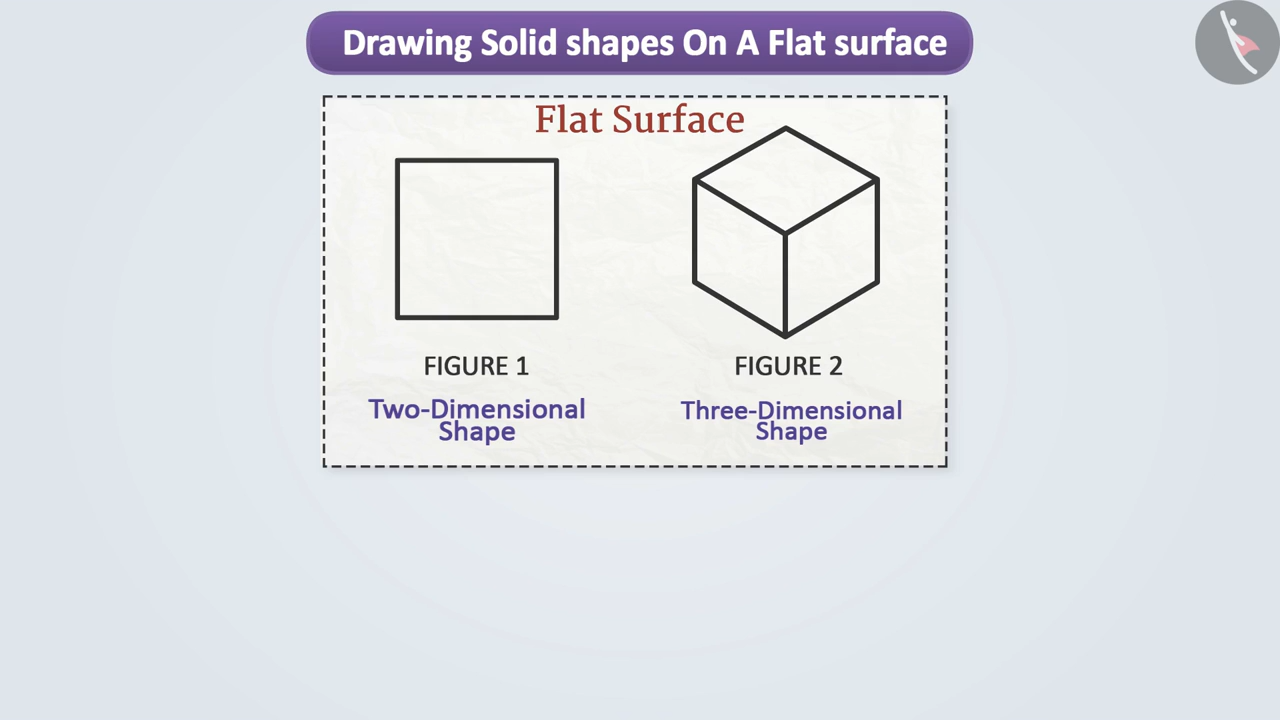 Drawing Solid shapes On A Flat surface
Flat Surface
FIGURE 1
Two-Dimensional
Shape
FIGURE 2
Three-Dimensional
Shape